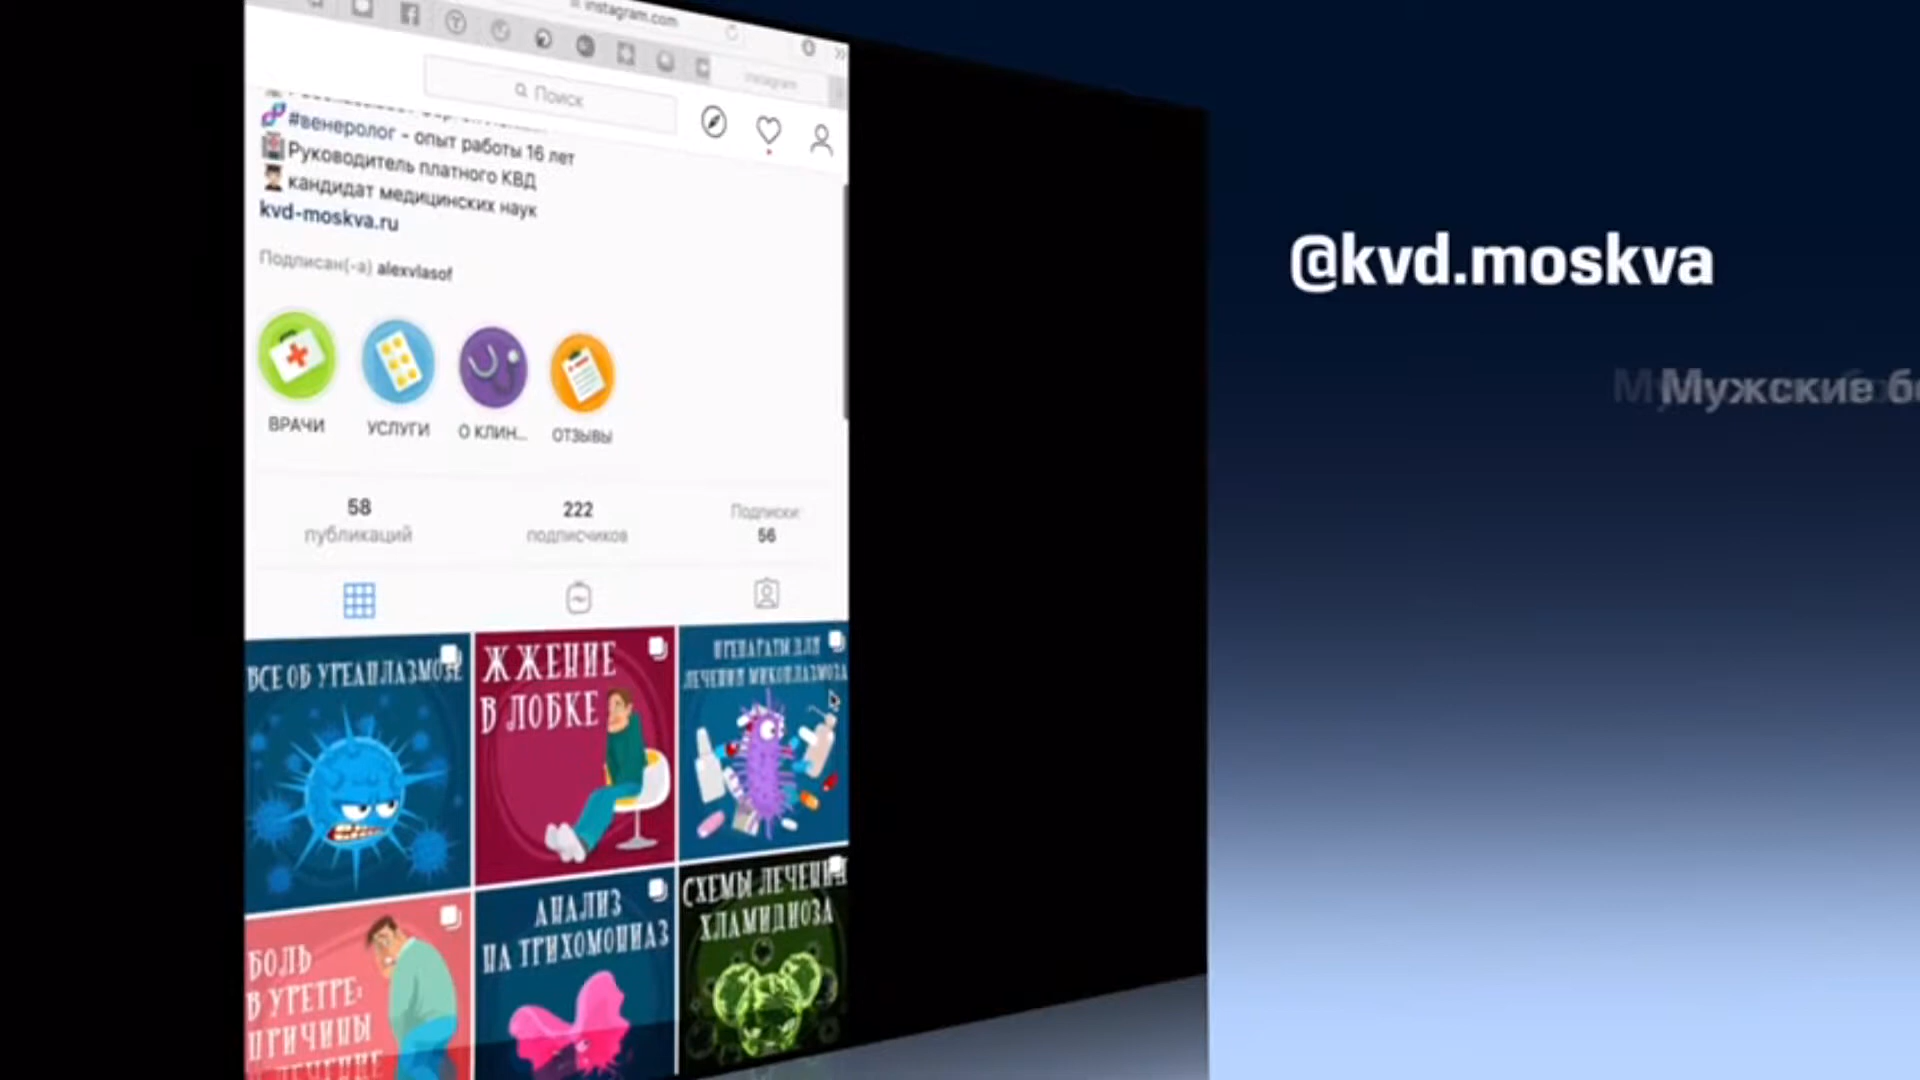 instagram.com
instagram
Поиск
#венеролог - опыт работы 16 лет
Руководитель платного КВД
кандидат медицинских наук
kvd-moskva.ru
Подписан(-а) alexvlasof
ВРАЧИ
УСЛУГИ
О КЛИН...
ОТЗЫВЫ
58
публикаций
222
подписчиков
Подписки:
56
ВСЕ ОБ УРЕАПЛАЗМОЗЕ
ЖЖЕНИЕ
В ЛОБКЕ
ПРЕПАРАТЫ ДЛЯ
ЛЕЧЕНИЯ МИКОПЛАЗМОЗА
БОЛЬ
В УРЕТРЕ:
ПРИЧИНЫ
И ЛЕЧЕНИЕ
АНАЛИЗ
НА ТРИХОМОНИАЗ
СХЕМЫ ЛЕЧЕНИЯ
ХЛАМИДИОЗА
@kvd.moskva
Мужские